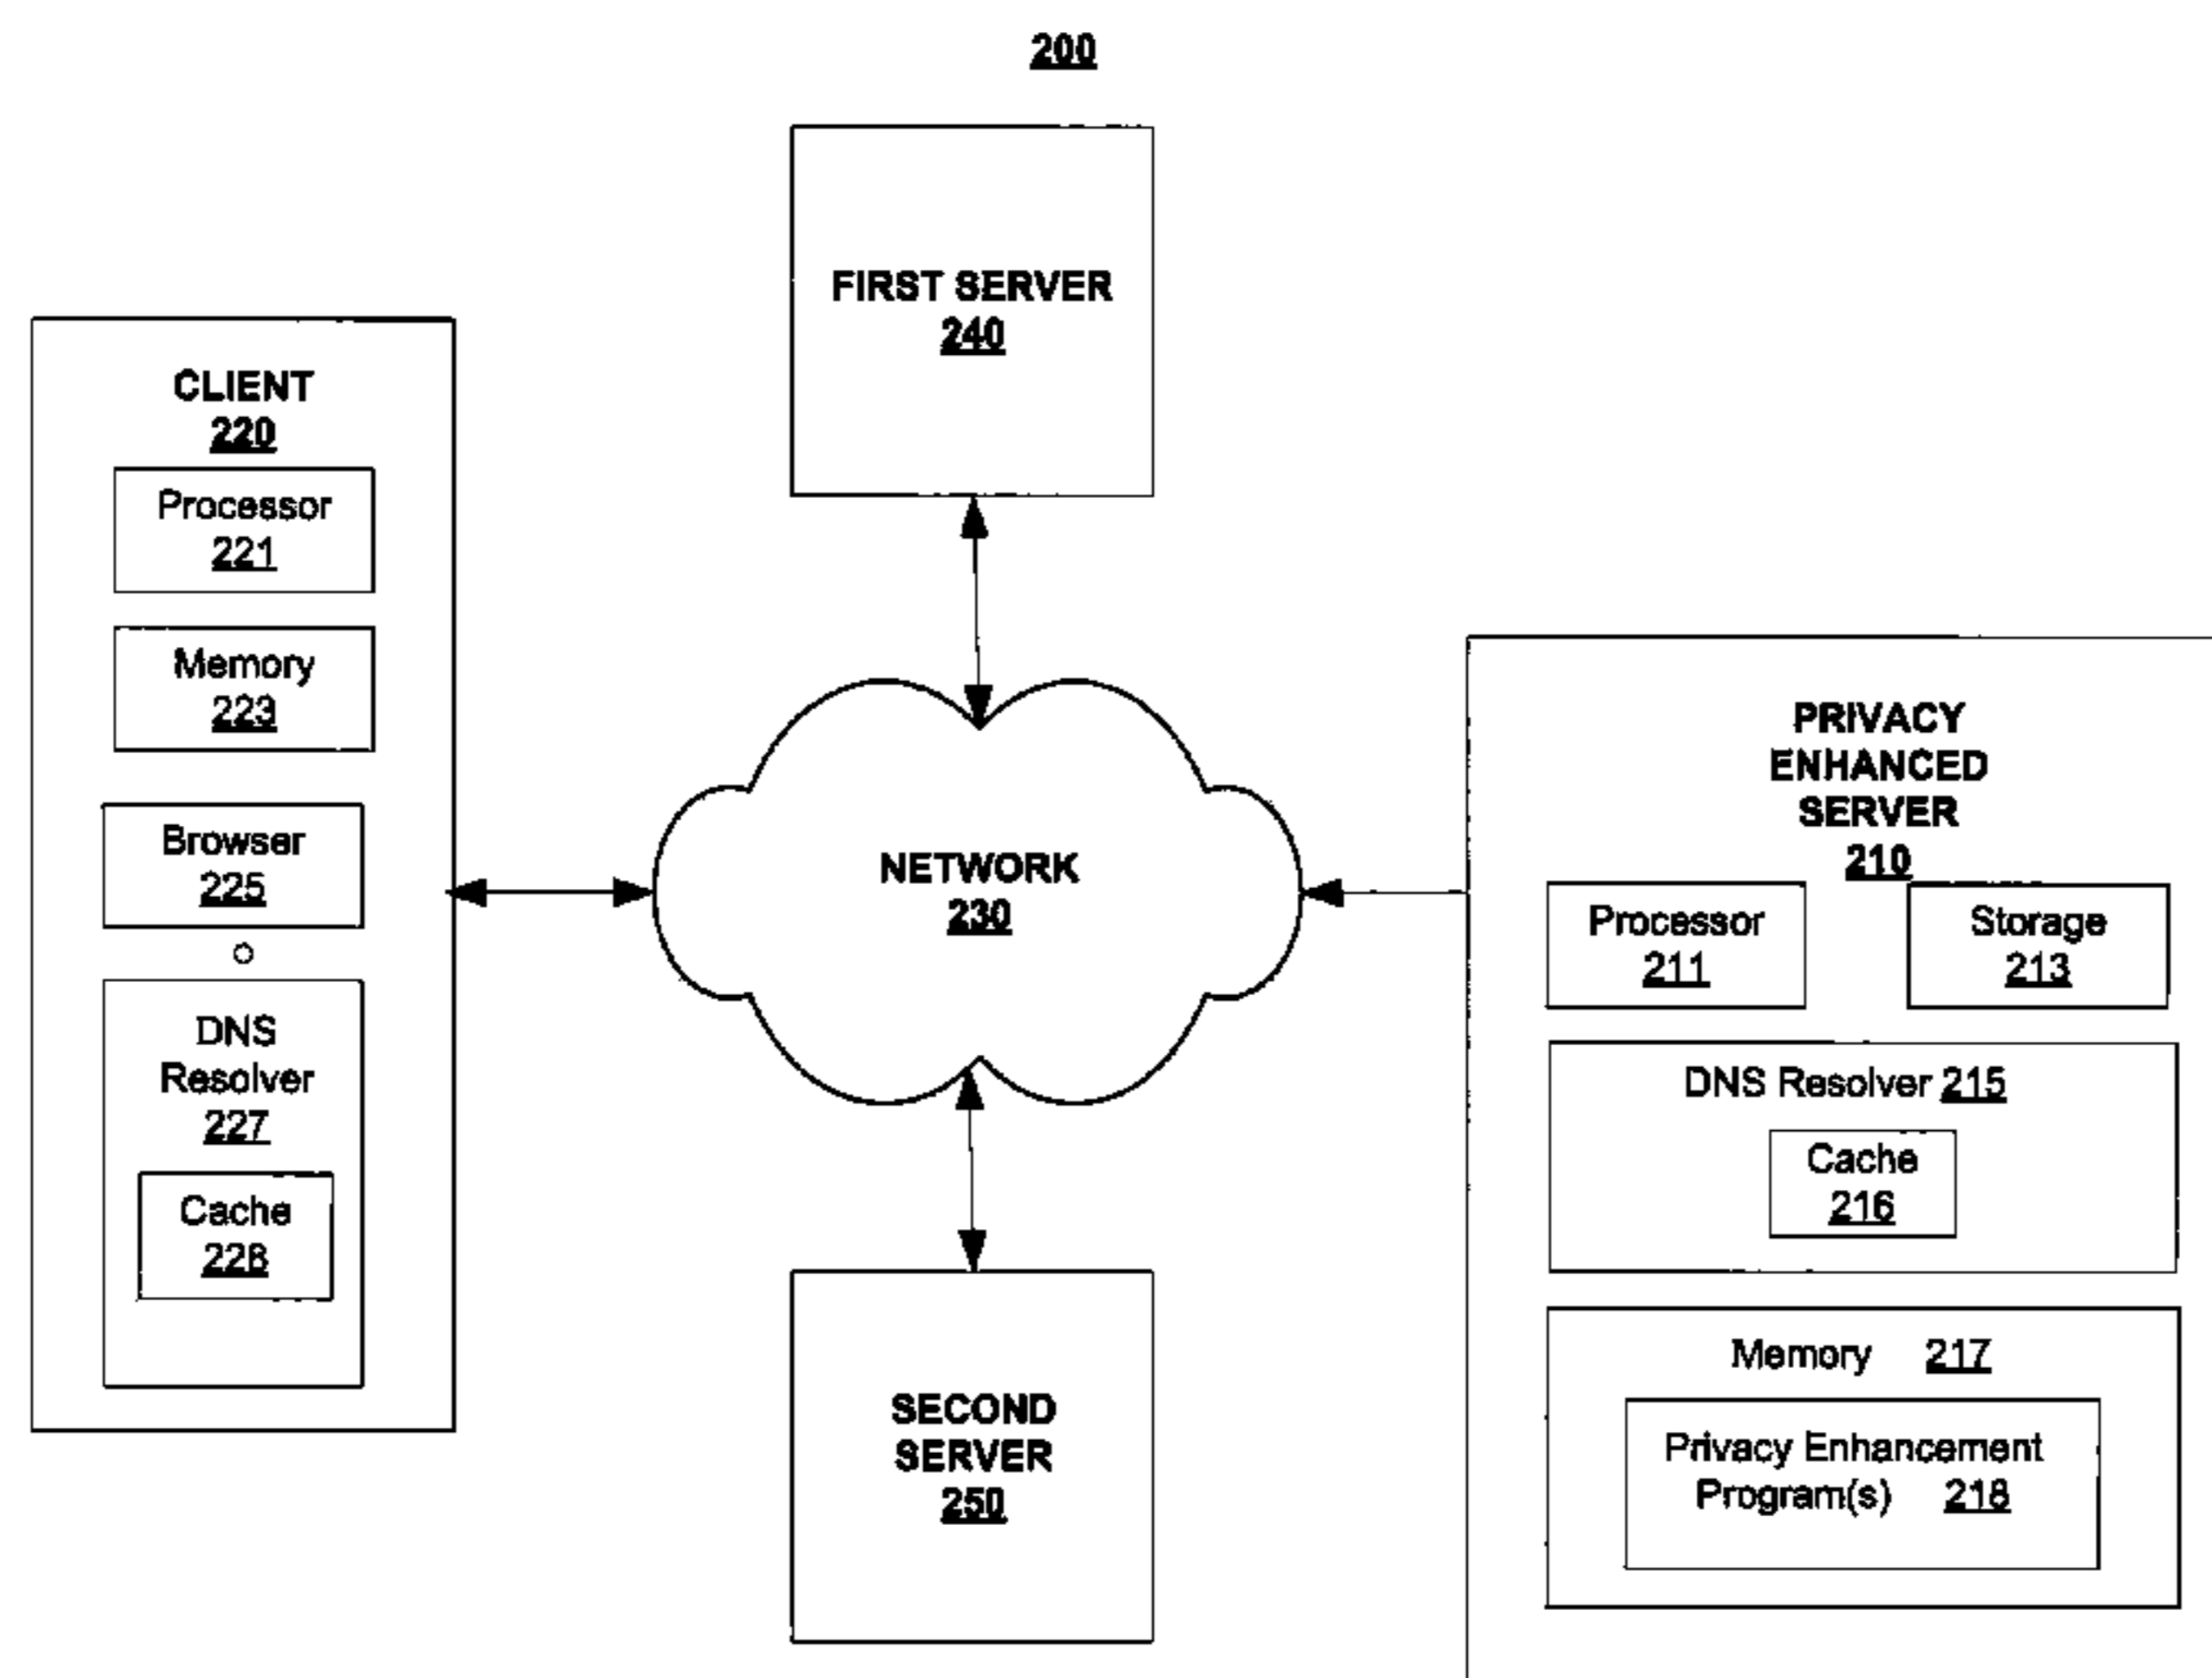 200
FIRST SERVER
240
CLIENT
220
Processor
221
Memory
223
Browser
225
DNS
Resolver
227
Cache
228
NETWORK
230
SECOND
SERVER
250
PRIVACY
ENHANCED
SERVER
210
Processor
211
Storage
213
DNS Resolver 215
Cache
216
Memory 217
Privacy Enhancement
Program(s) 218